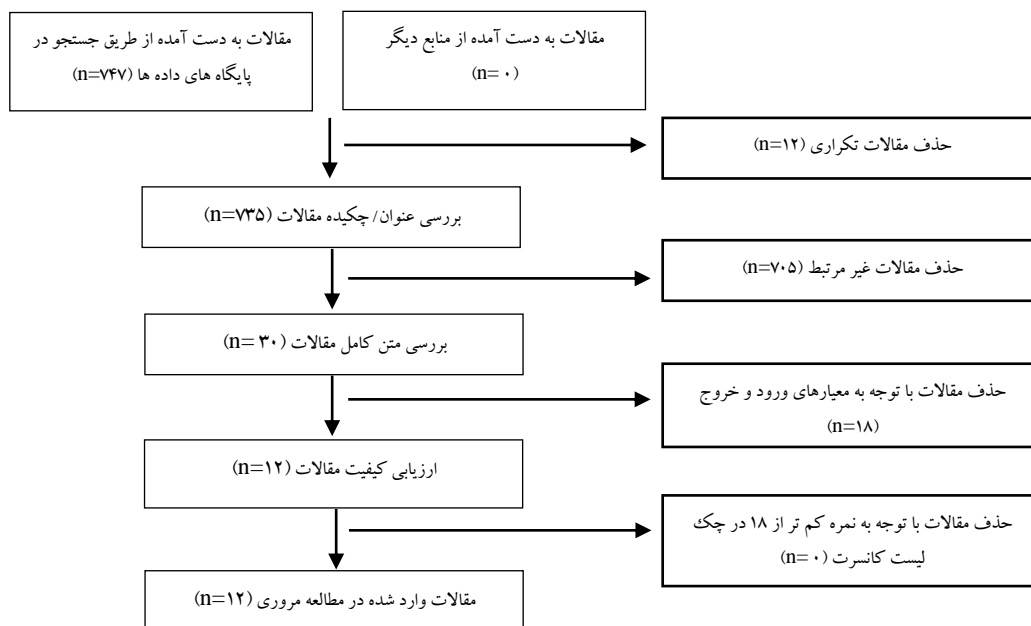 مقالات به دست آمده از طریق جستجو در
پایگاه های داده ها (n=۷۴۷)
مقالات به دست آمده از منابع دیگر
(n= ۰)
حذف مقالات تکراری (n=۱۲)
بررسی عنوان/ چکیده مقالات (n=۷۳۵)
حذف مقالات غیر مرتبط (n=۷۰۵)
بررسی متن کامل مقالات (n= ۳۰)
حذف مقالات با توجه به معیارهای ورود و خروج
(n=۱۸)
ارزیابی کیفیت مقالات (n=۱۲)
حذف مقالات با توجه به نمره کم تر از ۱۸ در چک
لیست کانسرت (n= ۰)
مقالات وارد شده در مطالعه مروری (n=۱۲)